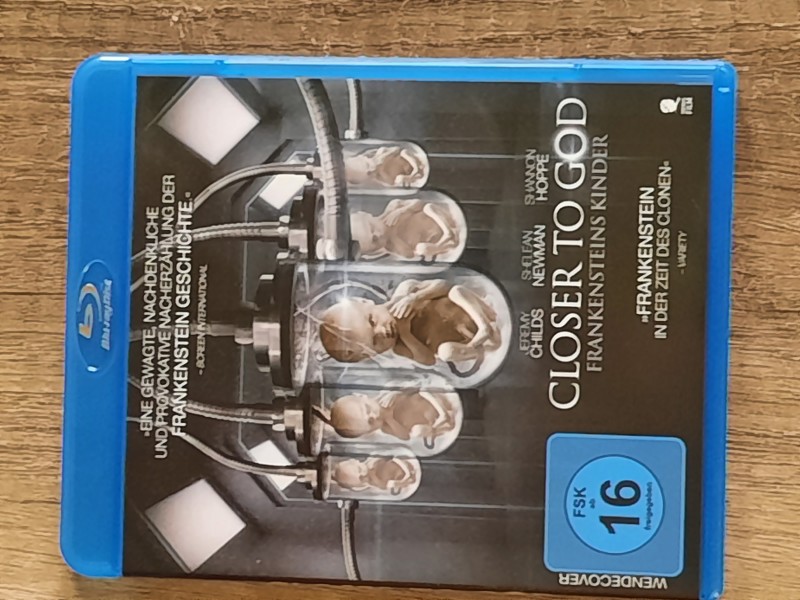 Blu-ray Disc
»EINE GEWAGTE, NACHDENKLICHE
UND PROVOKATIVE NACHERZÄHLUNG DER
FRANKENSTEIN GESCHICHTE.«
- SCREEN INTERNATIONAL
JEREMY
CHILDS
SHELEAN
NEWMAN
SHANNON
HOPPE
CLOSER TO GOD
FRANKENSTEINS KINDER
»FRANKENSTEIN
IN DER ZEIT DES CLONEN«
- VARIETY
FSK
ab
16
freigegeben
WENDECOVER